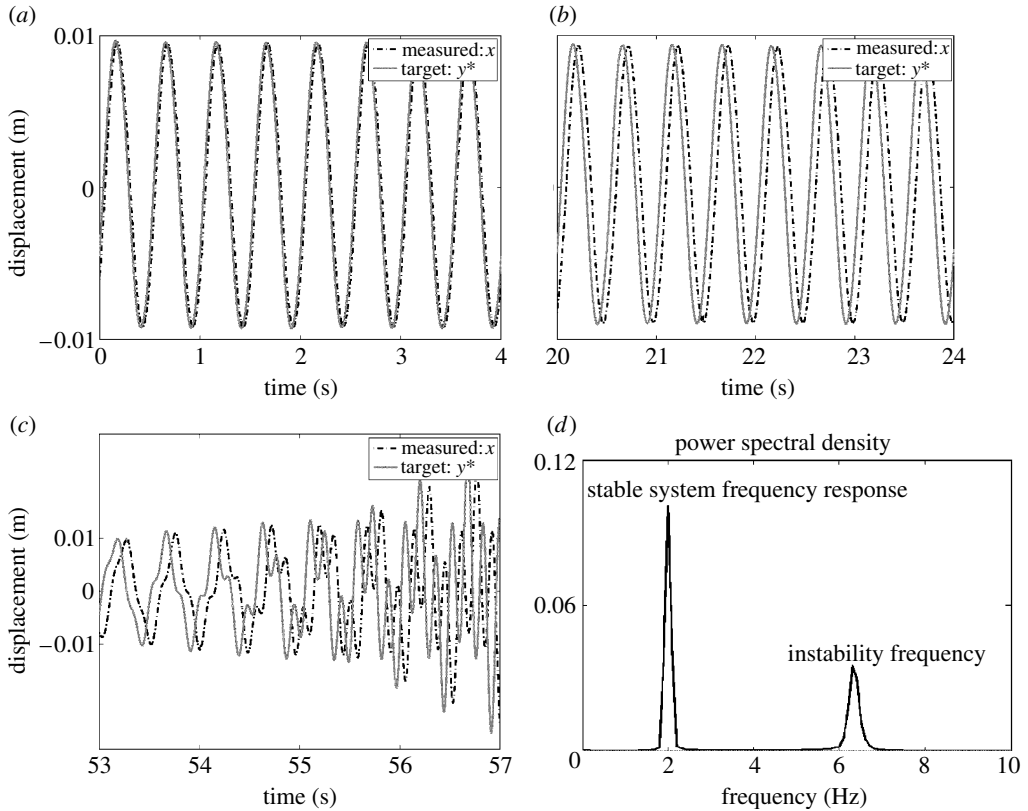 (a)
0.01
0
−0.01
displacement (m)
measured: x
target: y*
0 1 2 3 4
time (s)
(b)
measured: x
target: y*
20 21 22 23 24
time (s)
(c)
0.01
0
−0.01
displacement (m)
measured: x
target: y*
53 54 55 56 57
time (s)
(d)
power spectral density
0.12
0.06
0
stable system frequency response
instability frequency
0 2 4 6 8 10
frequency (Hz)